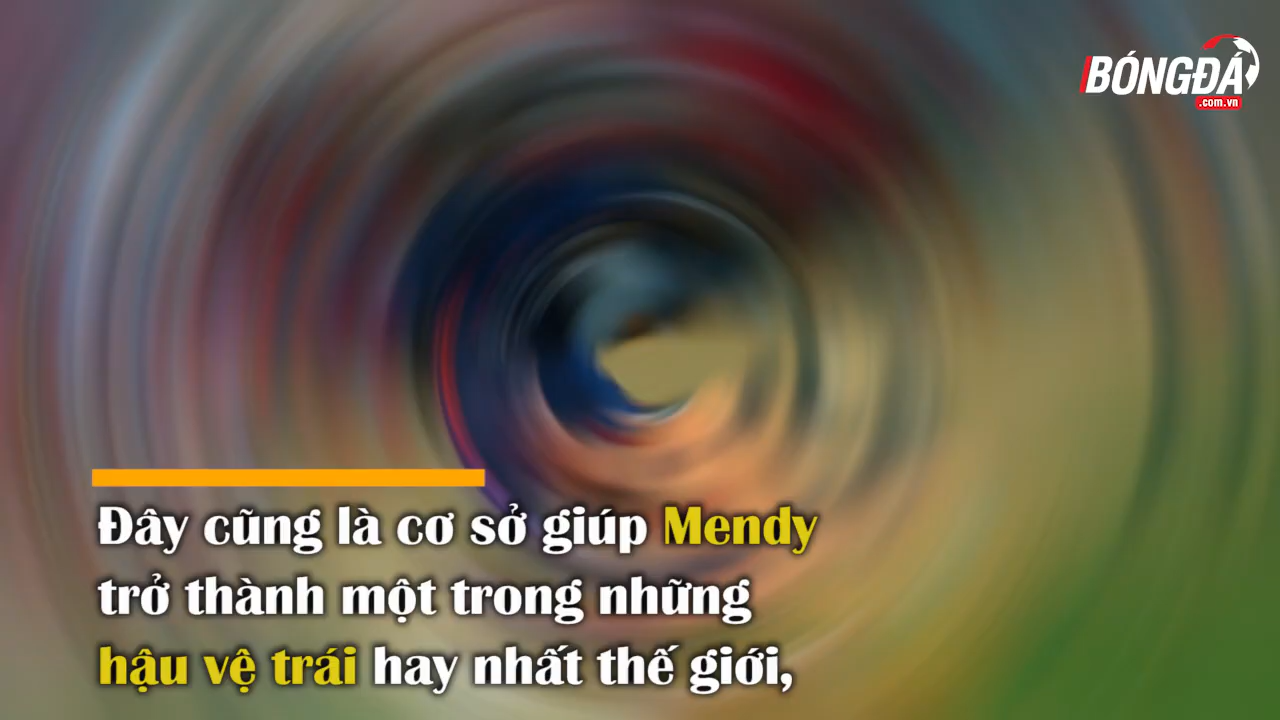 BÓNGĐÁ
.com.vn
Đây cũng là cơ sở giúp Mendy
trở thành một trong những
hậu vệ trái hay nhất thế giới,